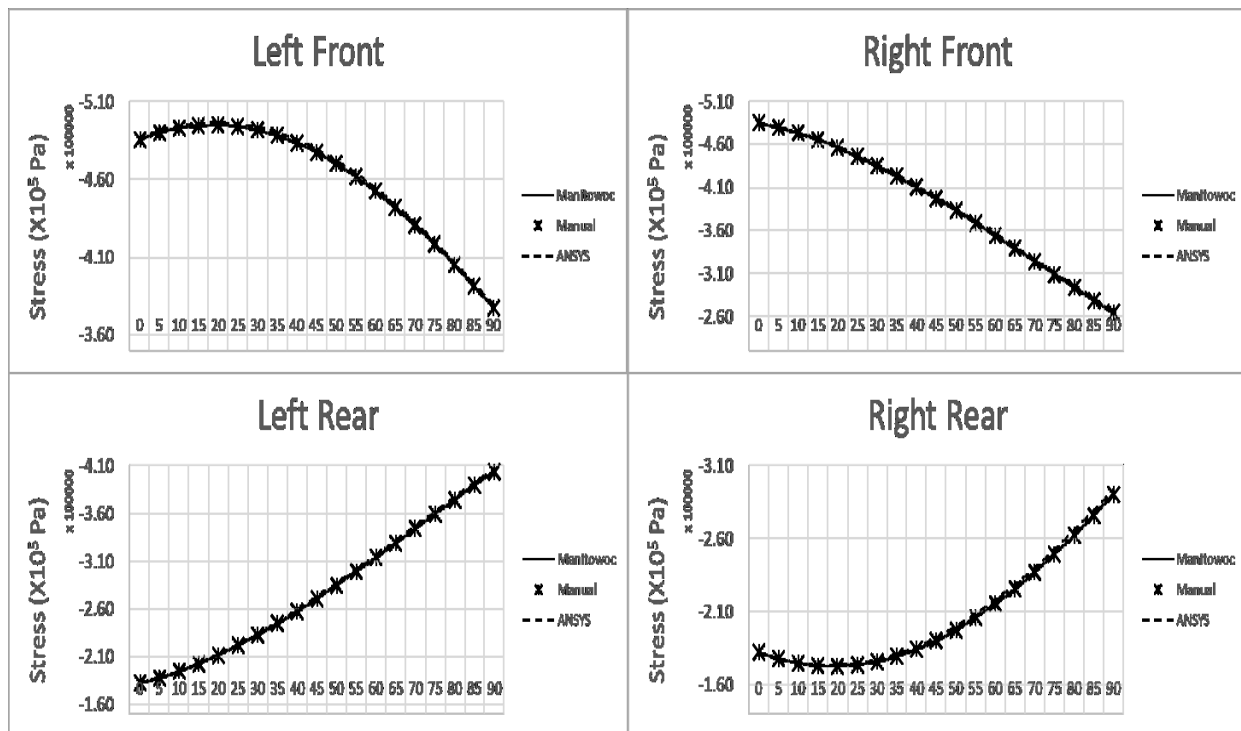 Left Front
Stress (X10⁵ Pa)
x 100000
-5.10
-4.60
-4.10
-3.60
0 5 10 15 20 25 30 35 40 45 50 55 60 65 70 75 80 85 90
Manitowoc
Manual
ANSYS
Right Front
Stress (X10⁵ Pa)
x 100000
-5.10
-4.60
-4.10
-3.60
-3.10
-2.60
0 5 10 15 20 25 30 35 40 45 50 55 60 65 70 75 80 85 90
Manitowoc
Manual
ANSYS
Left Rear
Stress (X10⁵ Pa)
x 100000
-4.10
-3.60
-3.10
-2.60
-2.10
-1.60
0 5 10 15 20 25 30 35 40 45 50 55 60 65 70 75 80 85 90
Manitowoc
Manual
ANSYS
Right Rear
Stress (X10⁵ Pa)
x 100000
-3.10
-2.60
-2.10
-1.60
0 5 10 15 20 25 30 35 40 45 50 55 60 65 70 75 80 85 90
Manitowoc
Manual
ANSYS